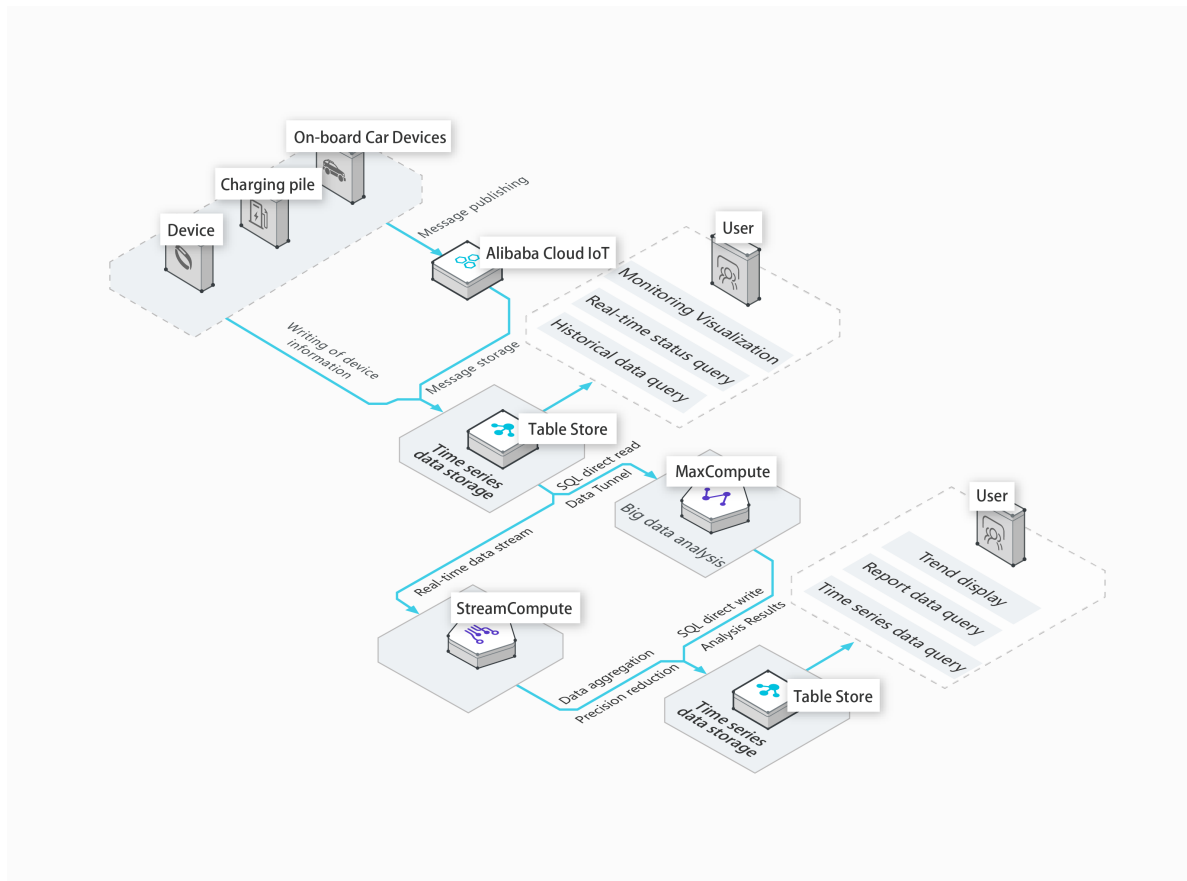 On-board Car Devices
Charging pile
Device
Message publishing
Alibaba Cloud IoT
User
Monitoring Visualization
Real-time status query
Historical data query
Writing of device
information
Message storage
Table Store
Time series
data storage
SQL direct read
Data Tunnel
MaxCompute
Big data analysis
Real-time data stream
StreamCompute
User
Trend display
Report data query
Time series data query
SQL direct write
Analysis Results
Data aggregation
Precision reduction
Table Store
Time series
data storage